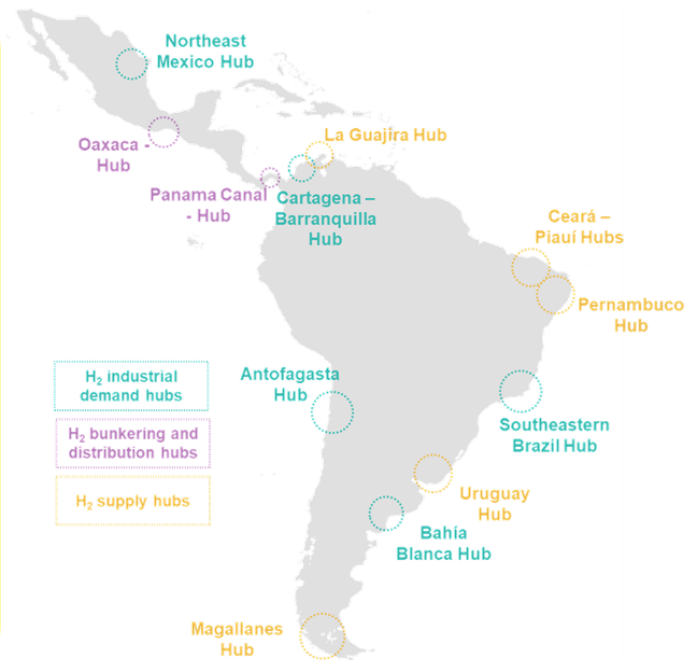 Northeast
Mexico Hub
Oaxaca -
Hub
La Guajira Hub
Panama Canal
- Hub
Cartagena –
Barranquilla
Hub
Ceará –
Piauí Hubs
Pernambuco
Hub
H₂ industrial
demand hubs
H₂ bunkering and
distribution hubs
H₂ supply hubs
Antofagasta
Hub
Southeastern
Brazil Hub
Uruguay
Hub
Bahía
Blanca Hub
Magallanes
Hub